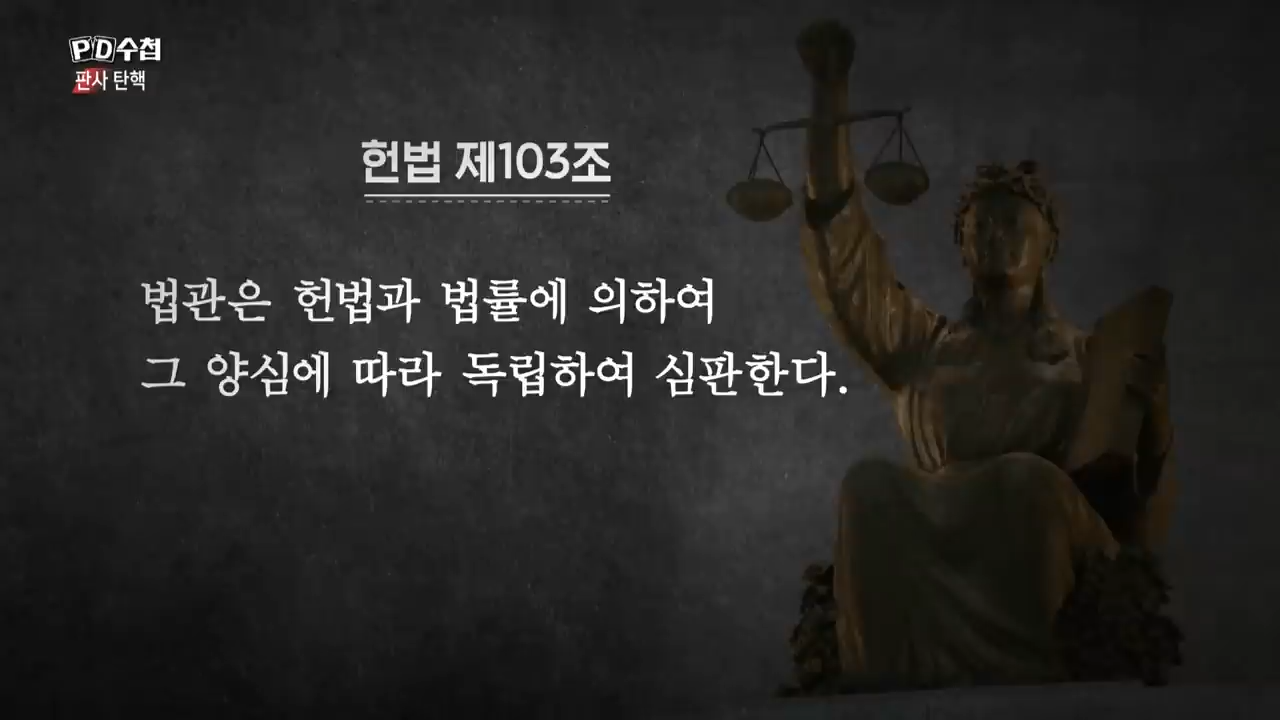 PD수첩
판사 탄핵
헌법 제103조
법관은 헌법과 법률에 의하여
그 양심에 따라 독립하여 심판한다.